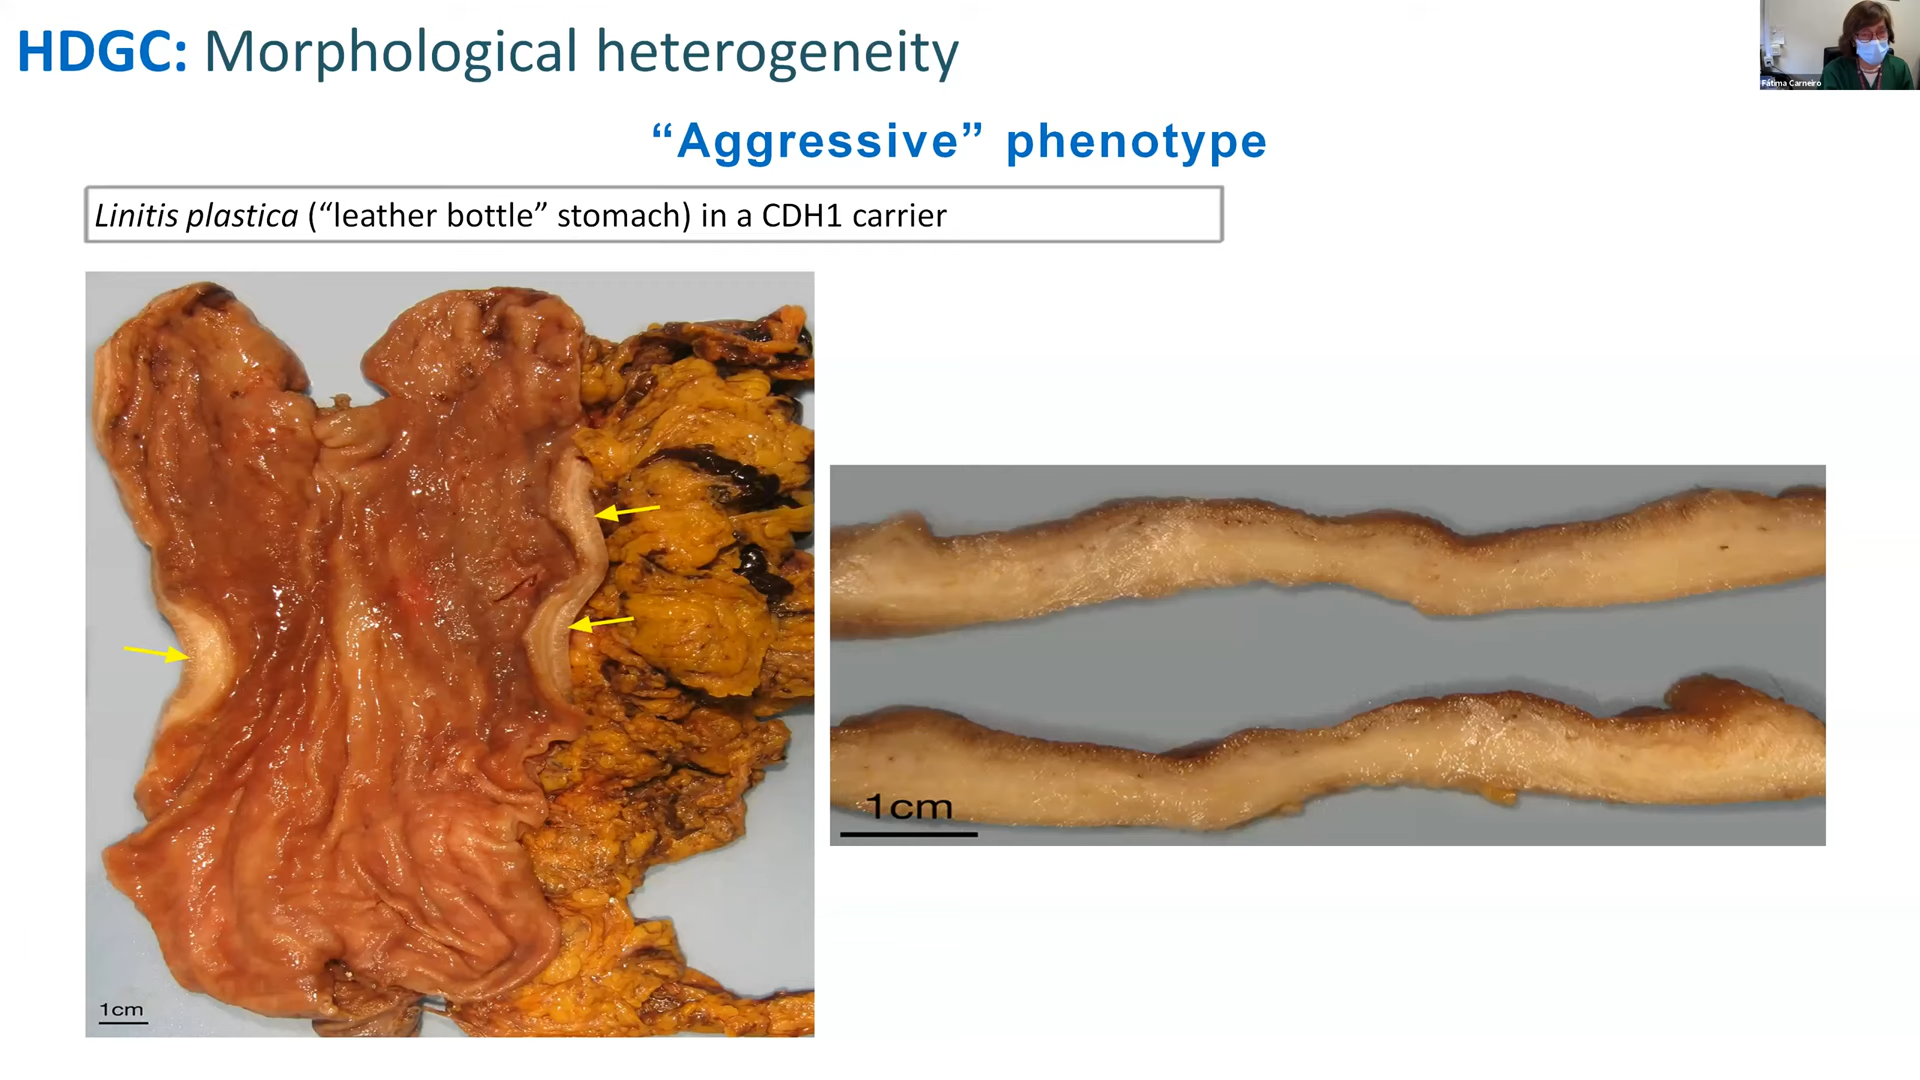 HDGC: Morphological heterogeneity
Fátima Carneiro
“Aggressive” phenotype
Linitis plastica (“leather bottle” stomach) in a CDH1 carrier
1cm
1cm